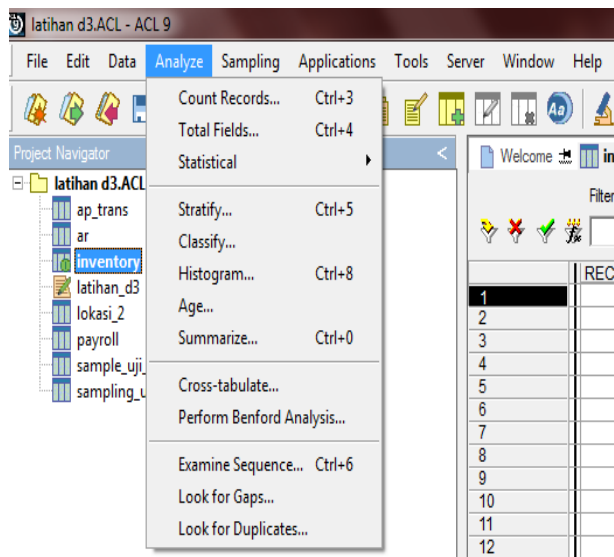 latihan d3.ACL - ACL 9
File Edit Data Analyze Sampling Applications Tools Server Window Help
Count Records... Ctrl+3
Total Fields... Ctrl+4
Statistical
Stratify... Ctrl+5
Classify...
Histogram... Ctrl+8
Age...
Summarize... Ctrl+0
Cross-tabulate...
Perform Benford Analysis...
Examine Sequence... Ctrl+6
Look for Gaps...
Look for Duplicates...
Project Navigator
latihan d3.ACL
ap_trans
ar
inventory
latihan_d3
lokasi_2
payroll
sample_uji_
sampling_u
Welcome in
Filter
REC
1
2
3
4
5
6
7
8
9
10
11
12